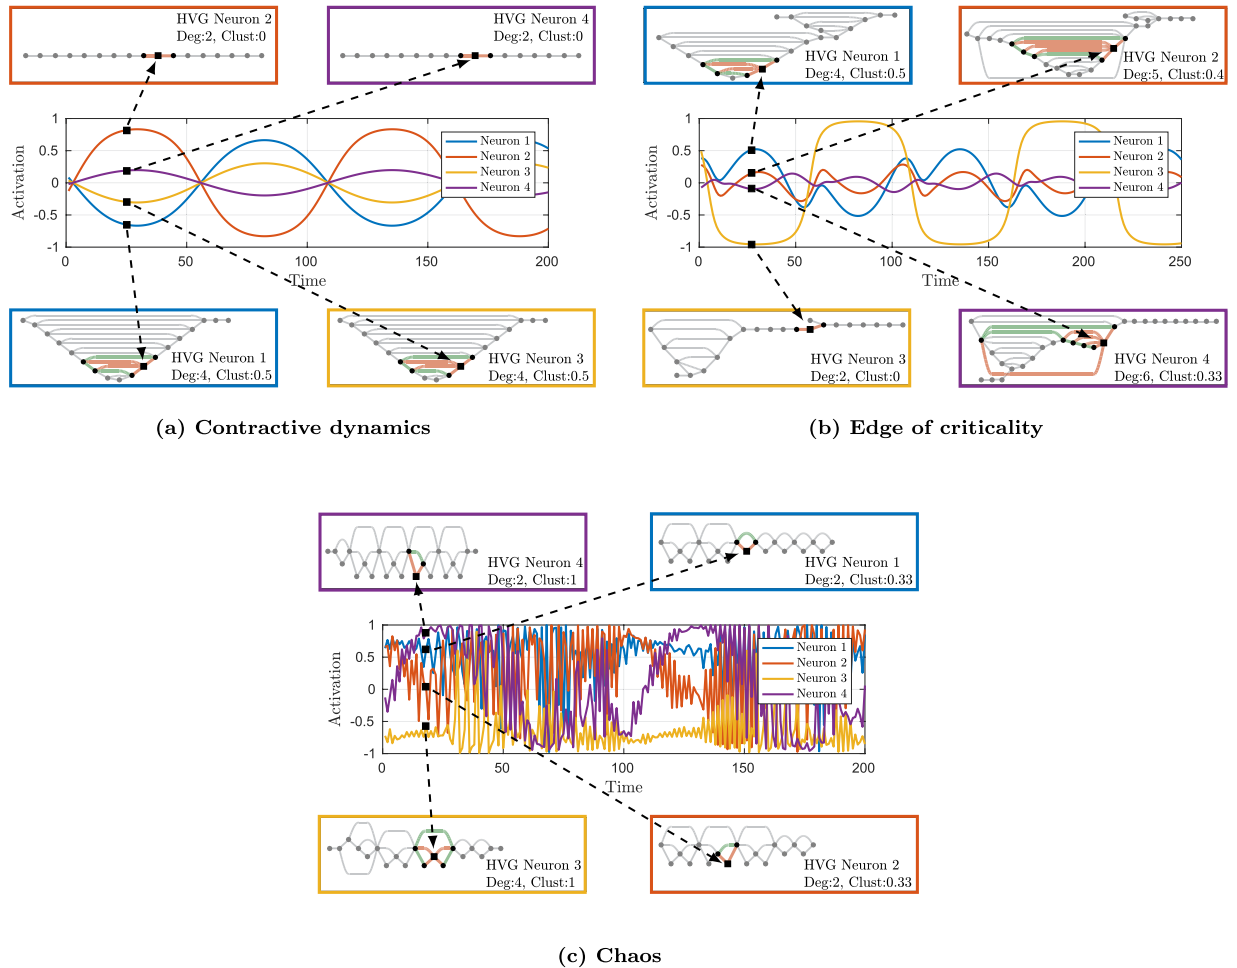 HVG Neuron 2
Deg:2, Clust:0
HVG Neuron 4
Deg:2, Clust:0
1
0.5
0
-0.5
-1
Activation
Neuron 1
Neuron 2
Neuron 3
Neuron 4
0
50
100
150
200
Time
HVG Neuron 1
Deg:4, Clust:0.5
HVG Neuron 3
Deg:4, Clust:0.5
(a) Contractive dynamics
HVG Neuron 1
Deg:4, Clust:0.5
HVG Neuron 2
Deg:5, Clust:0.4
1
0.5
0
-0.5
-1
Activation
Neuron 1
Neuron 2
Neuron 3
Neuron 4
0
50
100
150
200
250
Time
HVG Neuron 3
Deg:2, Clust:0
HVG Neuron 4
Deg:6, Clust:0.33
(b) Edge of criticality
HVG Neuron 4
Deg:2, Clust:1
HVG Neuron 1
Deg:2, Clust:0.33
1
0.5
0
-0.5
-1
Activation
Neuron 1
Neuron 2
Neuron 3
Neuron 4
0
50
100
150
200
Time
HVG Neuron 3
Deg:4, Clust:1
HVG Neuron 2
Deg:2, Clust:0.33
(c) Chaos